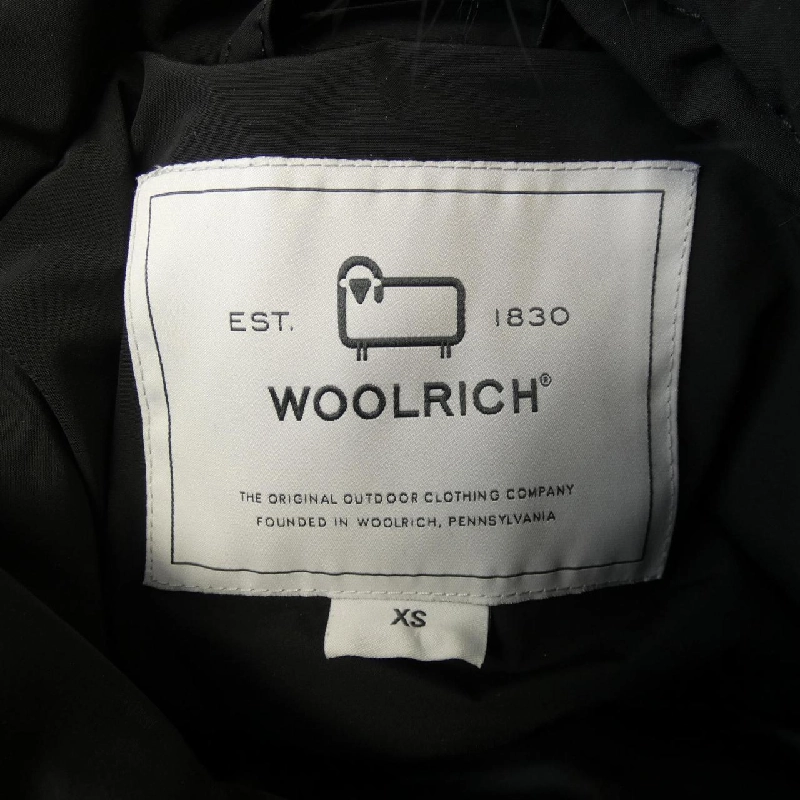 EST. 1830
WOOLRICH®
THE ORIGINAL OUTDOOR CLOTHING COMPANY
FOUNDED IN WOOLRICH, PENNSYLVANIA
XS